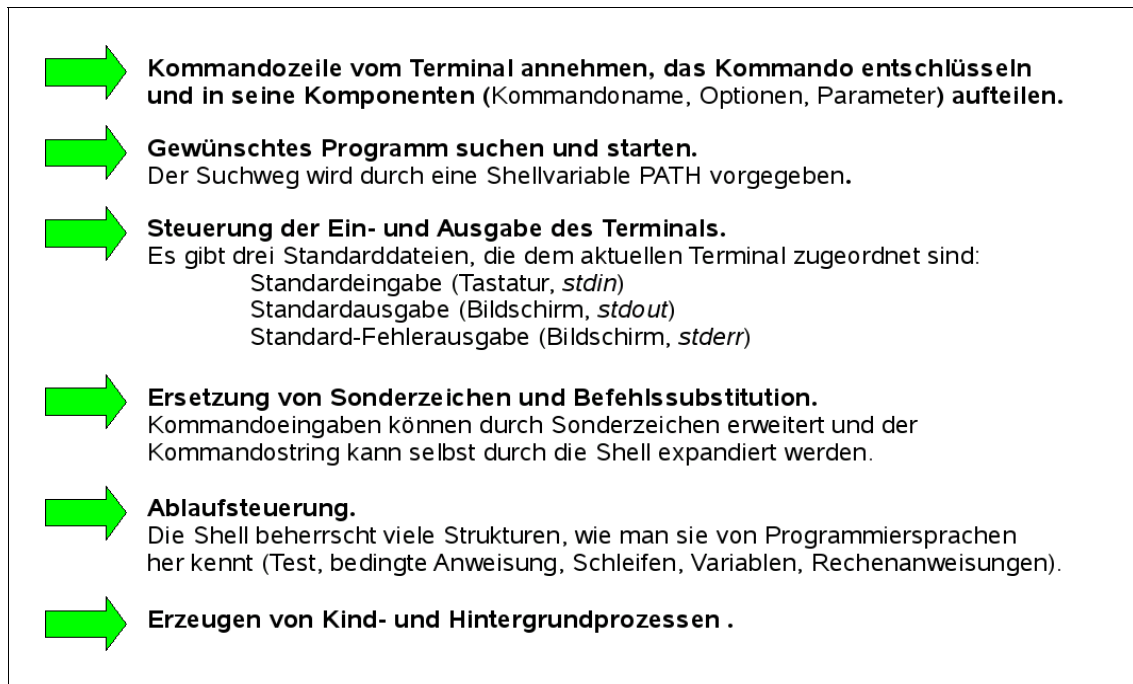 Kommandozeile vom Terminal annehmen, das Kommando entschlüsseln
und in seine Komponenten (Kommandoname, Optionen, Parameter) aufteilen.
Gewünschtes Programm suchen und starten.
Der Suchweg wird durch eine Shellvariable PATH vorgegeben.
Steuerung der Ein- und Ausgabe des Terminals.
Es gibt drei Standarddateien, die dem aktuellen Terminal zugeordnet sind:
Standardeingabe (Tastatur, stdin)
Standardausgabe (Bildschirm, stdout)
Standard-Fehlerausgabe (Bildschirm, stderr)
Ersetzung von Sonderzeichen und Befehlssubstitution.
Kommandoeingaben können durch Sonderzeichen erweitert und der
Kommandostring kann selbst durch die Shell expandiert werden.
Ablaufsteuerung.
Die Shell beherrscht viele Strukturen, wie man sie von Programmiersprachen
her kennt (Test, bedingte Anweisung, Schleifen, Variablen, Rechenanweisungen).
Erzeugen von Kind- und Hintergrundprozessen .